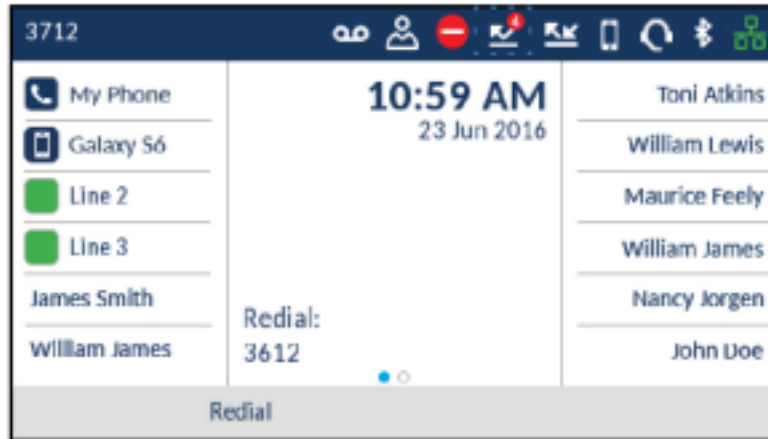 3712
4
My Phone
Galaxy S6
Line 2
Line 3
James Smith
William James
10:59 AM
23 Jun 2016
Redial:
3612
Toni Atkins
William Lewis
Maurice Feely
William James
Nancy Jorgen
John Doe
Redial